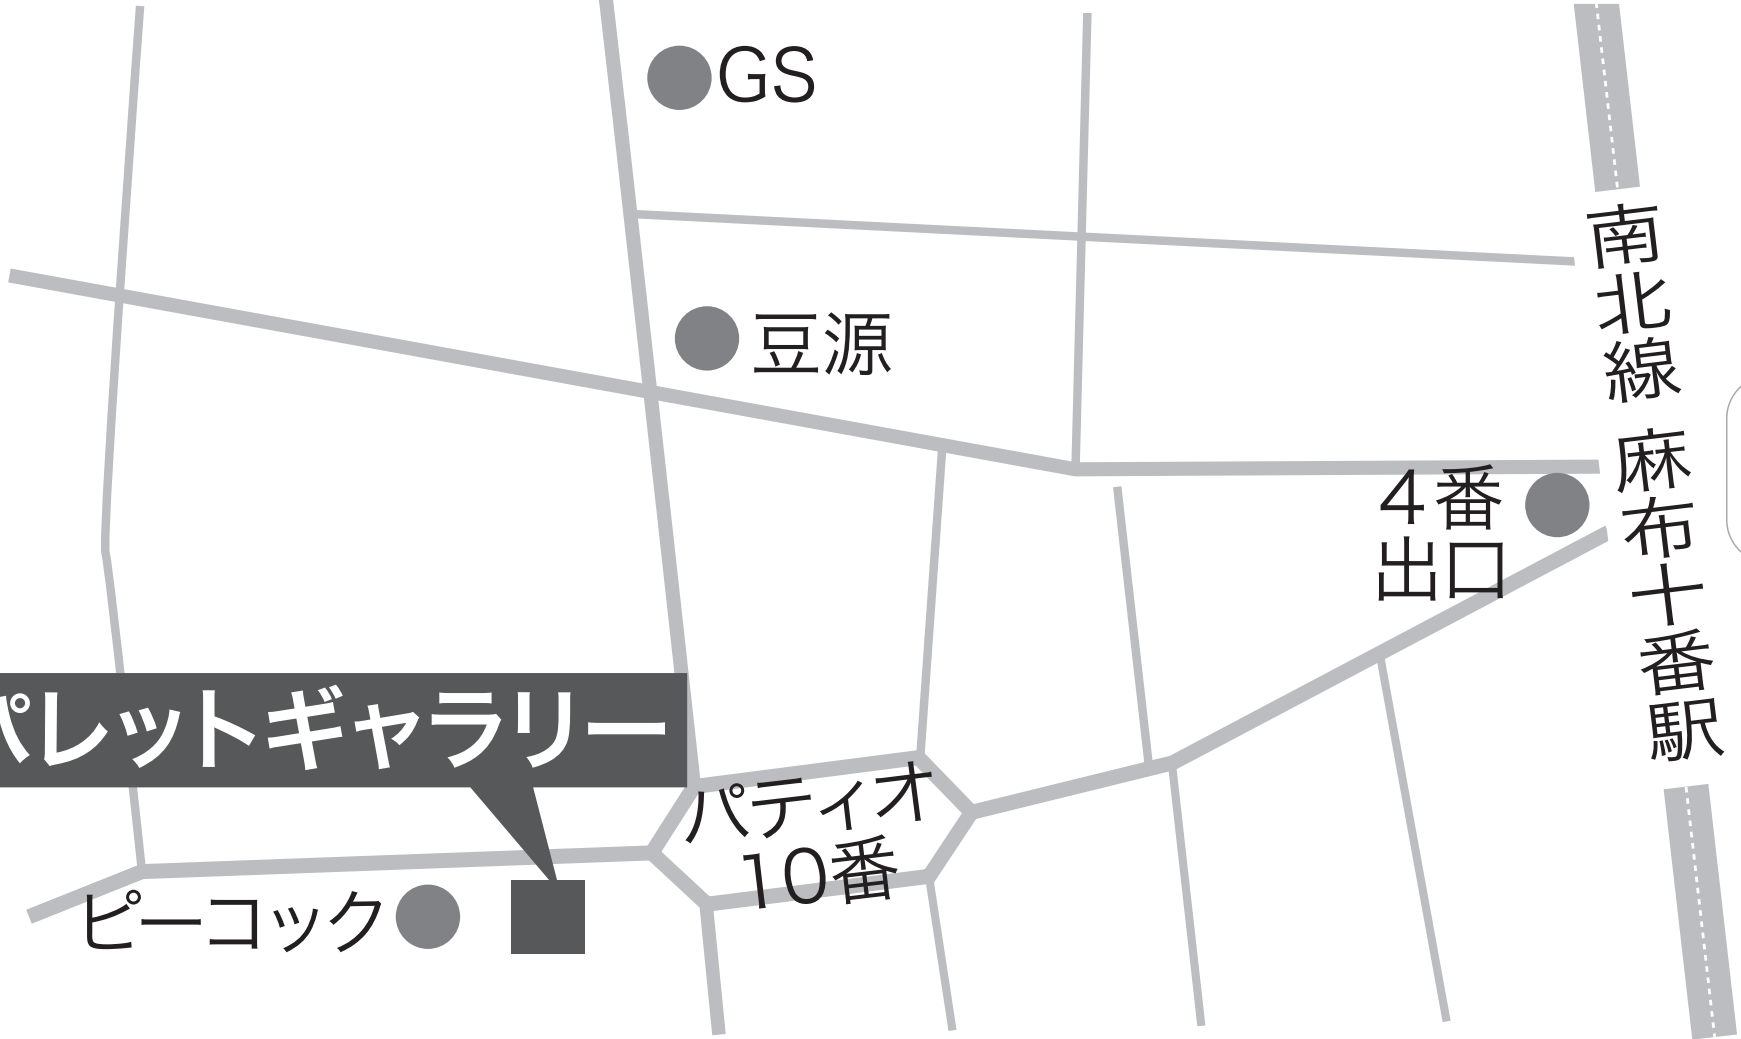 GS
豆源
南北線 麻布十番駅
4番
出口
パレットギャラリー
パティオ
10番
ピーコック